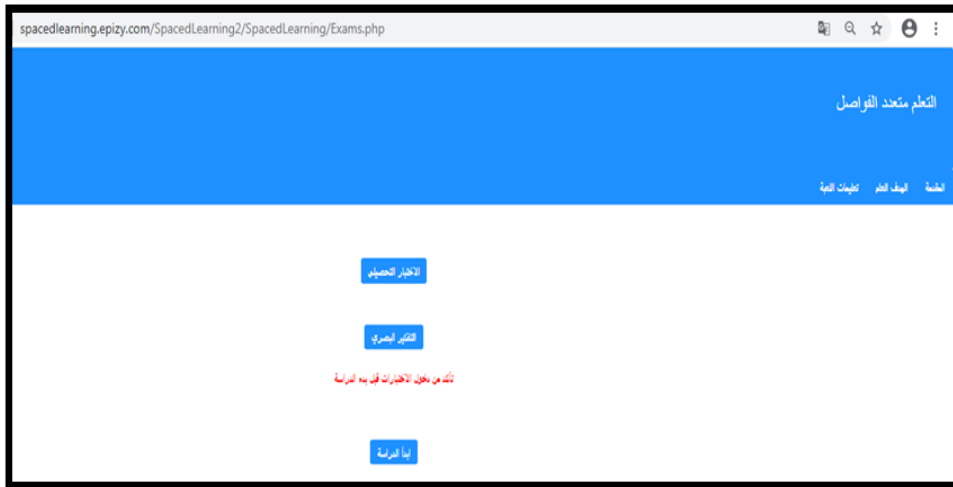 spacedlearning.epizy.com/SpacedLearning2/SpacedLearning/Exams.php
التعلم متعدد الفواصل
المقدمة الهدف العام تعليمات اللعبة
الاختبار التحصيلي
التفكير البصري
تأكد من دخول الاختبارات قبل بدء الدراسة
ابدأ الدراسة